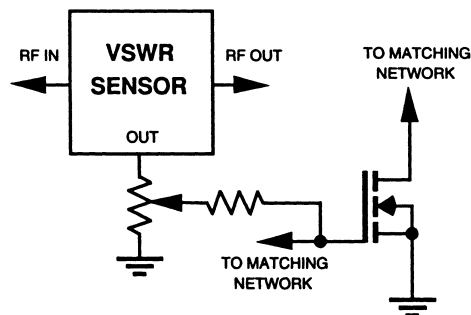 RF IN
VSWR
SENSOR
RF OUT
OUT
TO MATCHING
NETWORK
TO MATCHING
NETWORK